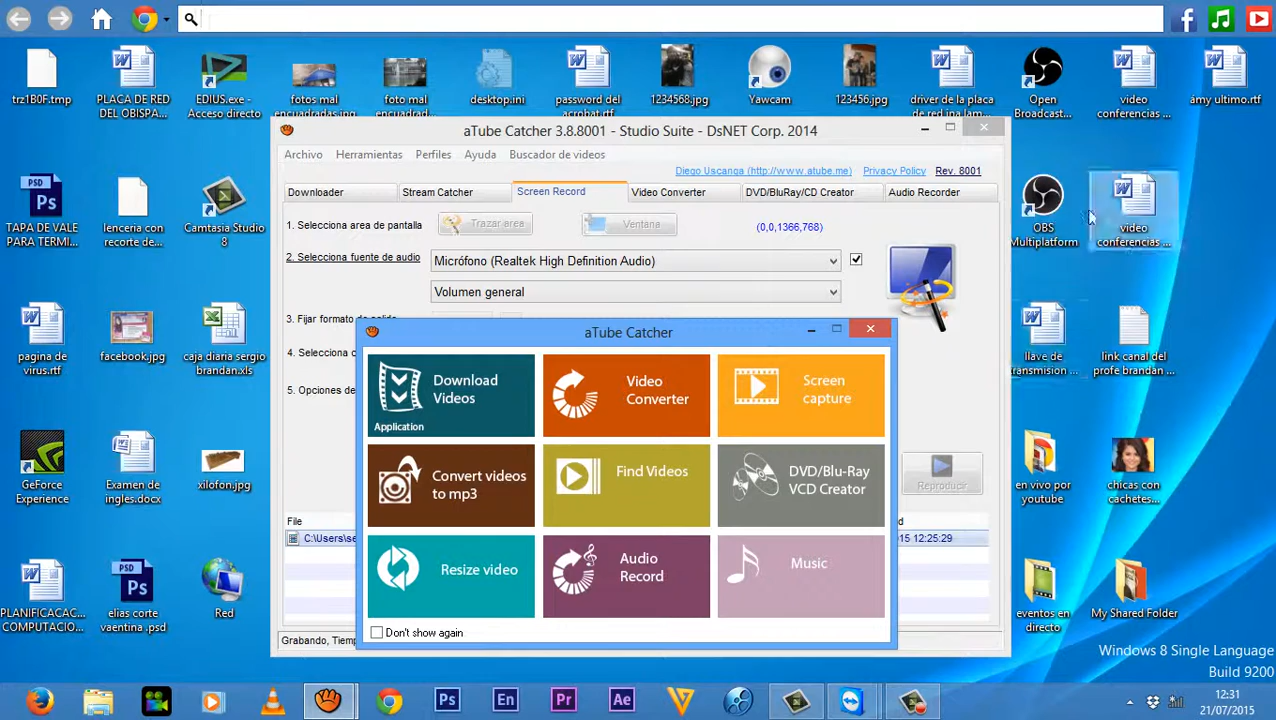 trz1B0F.tmp
PLACA DE RED
DEL OBISPA...
EDIUS.exe -
Acceso directo
fotos mal
encuadradas.jpg
foto mal
encuadrad...
desktop.ini
password del
acrobat.rtf
1234568.jpg
Yawcam
123456.jpg
driver de la placa
de red ina lam...
Open
Broadcast...
video
conferencias ...
ámy ultimo.rtf
aTube Catcher 3.8.8001 - Studio Suite - DsNET Corp. 2014
Archivo Herramientas Perfiles Ayuda Buscador de videos
Diego Uscanga (http://www.atube.me) Privacy Policy Rev. 8001
Downloader Stream Catcher Screen Record Video Converter DVD/BluRay/CD Creator Audio Recorder
1. Selecciona area de pantalla Trazar area Ventana (0,0,1366,768)
2. Selecciona fuente de audio Micrófono (Realtek High Definition Audio)
Volumen general
3. Fijar formato de salida
4. Selecciona c
5. Opciones de
Reproducir
File
C:\Users\se
d
015 12:25:29
Grabando, Tiemp
aTube Catcher
Download
Videos
Application
Video
Converter
Screen
capture
Convert videos
to mp3
Find Videos
DVD/Blu-Ray
VCD Creator
Resize video
Audio
Record
Music
Don't show again
PSD
TAPA DE VALE
PARA TERMI...
lenceria con
recorte de...
Camtasia Studio
8
OBS
Multiplatform
video
conferencias ...
pagina de
virus.rtf
facebook.jpg
caja diaria sergio
brandan.xls
llave de
transmision ...
link canal del
profe brandan ...
GeForce
Experience
Examen de
ingles.docx
xilofon.jpg
en vivo por
youtube
chicas con
cachetes...
PLANIFICACAC...
COMPUTACIO...
PSD
elias corte
vaentina .psd
Red
eventos en
directo
My Shared Folder
Windows 8 Single Language
Build 9200
Ps En Pr Ae
12:31
21/07/2015